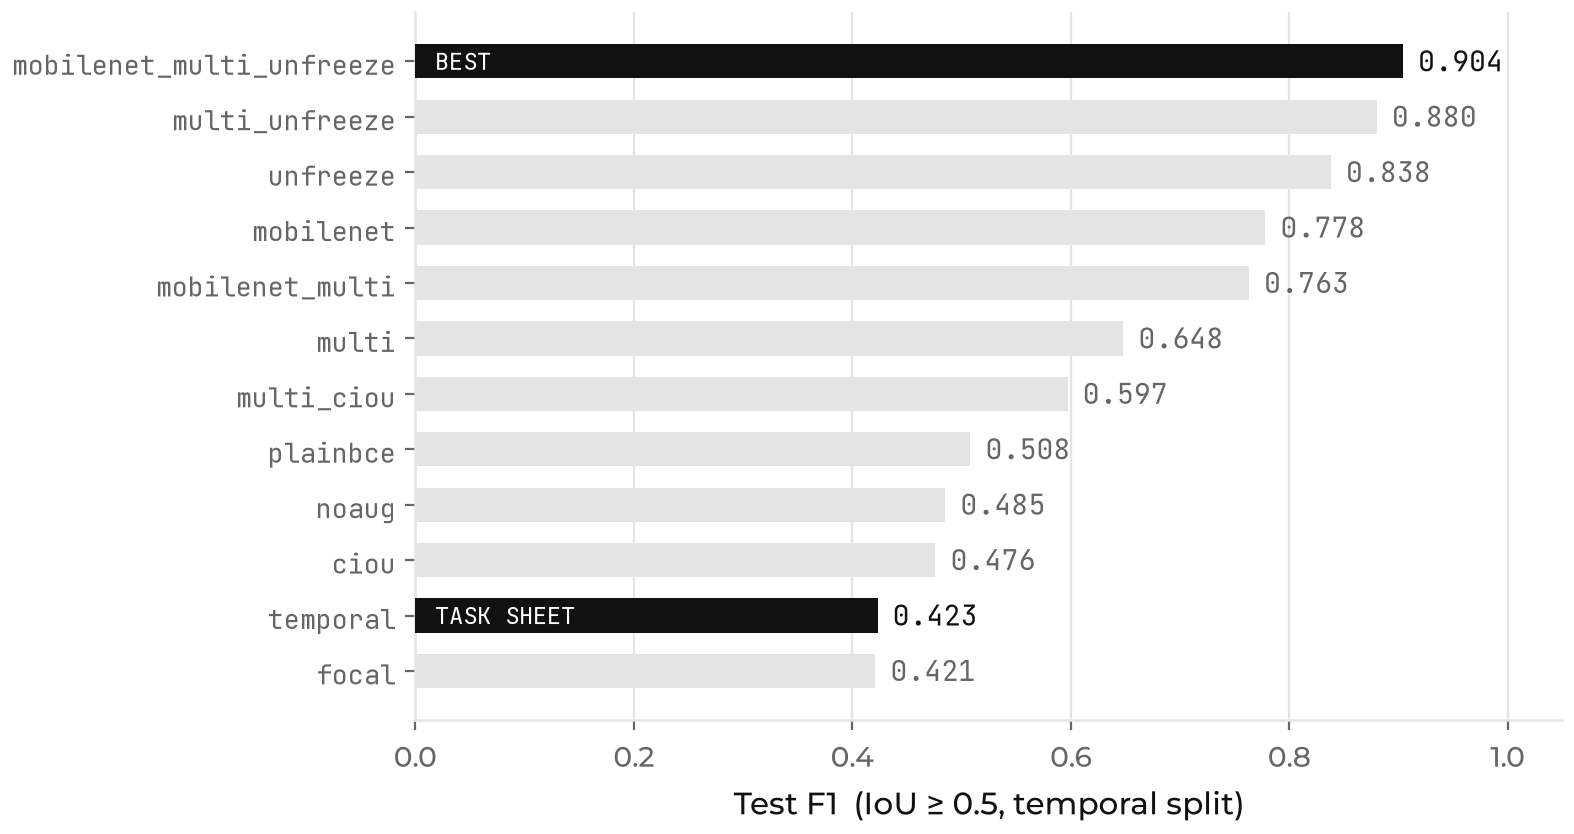 mobilenet_multi_unfreeze BEST 0.904
multi_unfreeze 0.880
unfreeze 0.838
mobilenet 0.778
mobilenet_multi 0.763
multi 0.648
multi_ciou 0.597
plainbce 0.508
noaug 0.485
ciou 0.476
temporal TASK SHEET 0.423
focal 0.421
0.0 0.2 0.4 0.6 0.8 1.0
Test F1 (IoU ≥ 0.5, temporal split)